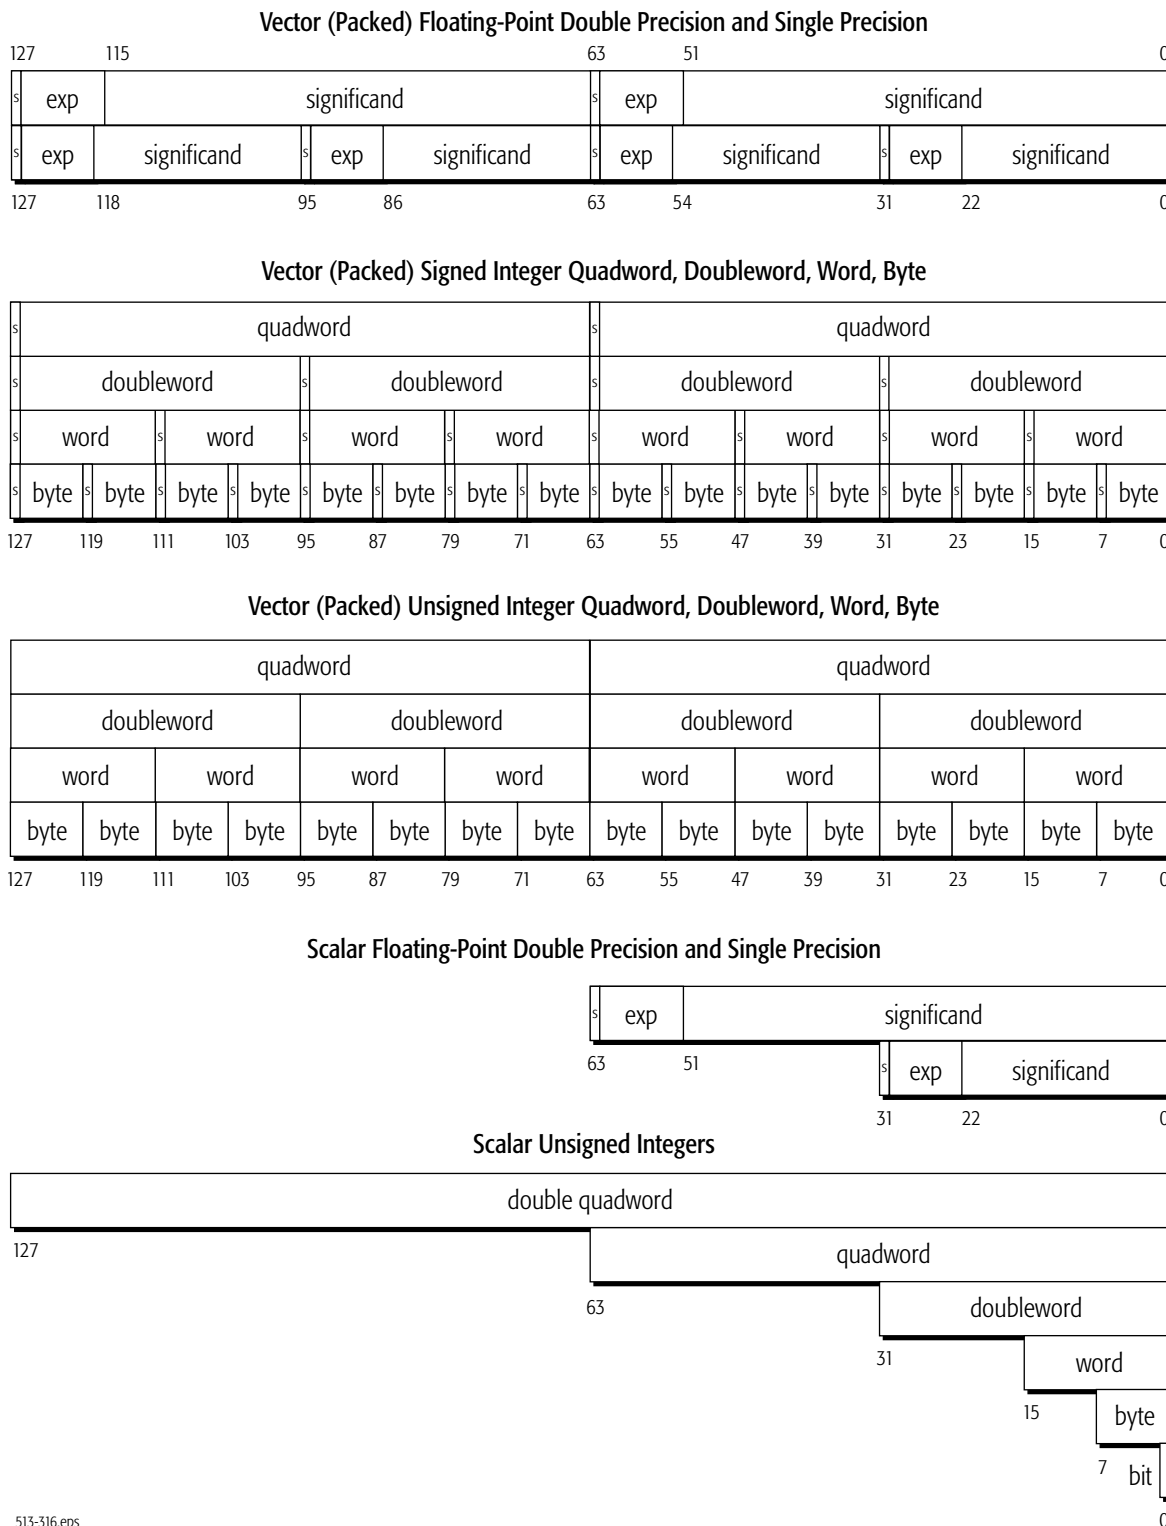 Vector (Packed) Floating-Point Double Precision and Single Precision
127 115 63 51 0
s exp significand s exp significand
s exp significand s exp significand s exp significand s exp significand
127 118 95 86 63 54 31 22 0
Vector (Packed) Signed Integer Quadword, Doubleword, Word, Byte
s quadword s quadword
s doubleword s doubleword s doubleword s doubleword
s word s word s word s word s word s word s word s word
s byte s byte s byte s byte s byte s byte s byte s byte s byte s byte s byte s byte s byte s byte s byte s byte
127 119 111 103 95 87 79 71 63 55 47 39 31 23 15 7 0
Vector (Packed) Unsigned Integer Quadword, Doubleword, Word, Byte
quadword quadword
doubleword doubleword doubleword doubleword
word word word word word word word word
byte byte byte byte byte byte byte byte byte byte byte byte byte byte byte byte
127 119 111 103 95 87 79 71 63 55 47 39 31 23 15 7 0
Scalar Floating-Point Double Precision and Single Precision
s exp significand
63 51
s exp significand
31 22 0
Scalar Unsigned Integers
double quadword
127
quadword
63
doubleword
31
word
15
byte
7
bit
0
513-316.eps